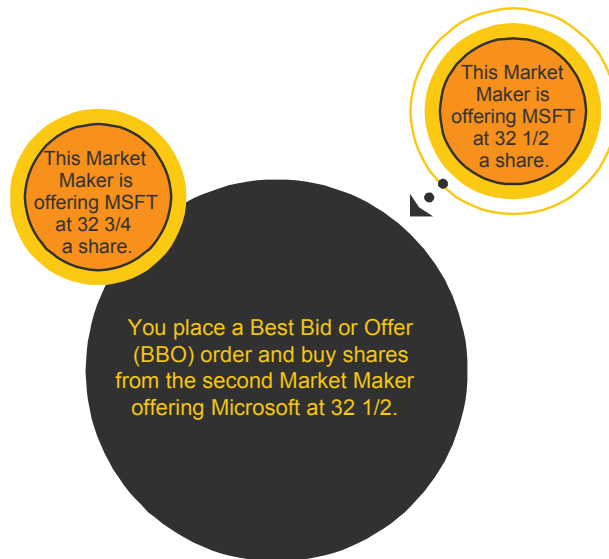 This Market
Maker is
offering MSFT
at 32 3/4
a share.
This Market
Maker is
offering MSFT
at 32 1/2
a share.
You place a Best Bid or Offer
(BBO) order and buy shares
from the second Market Maker
offering Microsoft at 32 1/2.